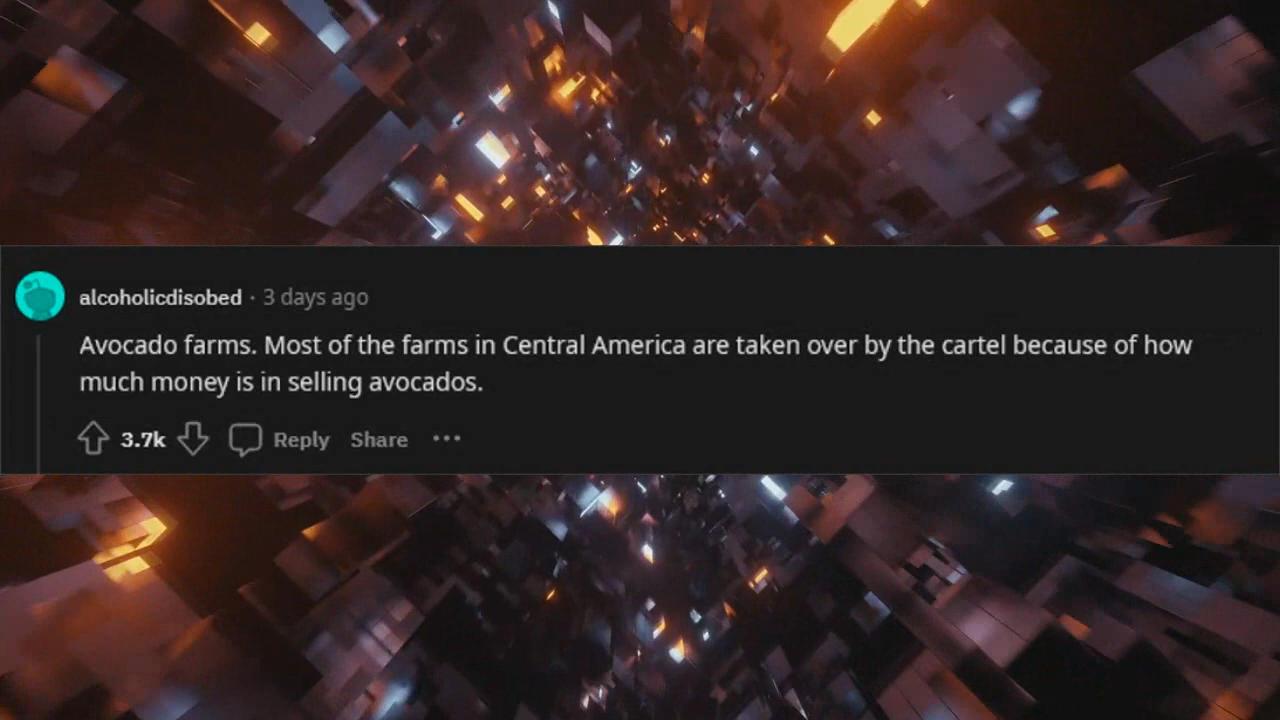 alcoholicdisobed · 3 days ago
Avocado farms. Most of the farms in Central America are taken over by the cartel because of how
much money is in selling avocados.
3.7k Reply Share ···